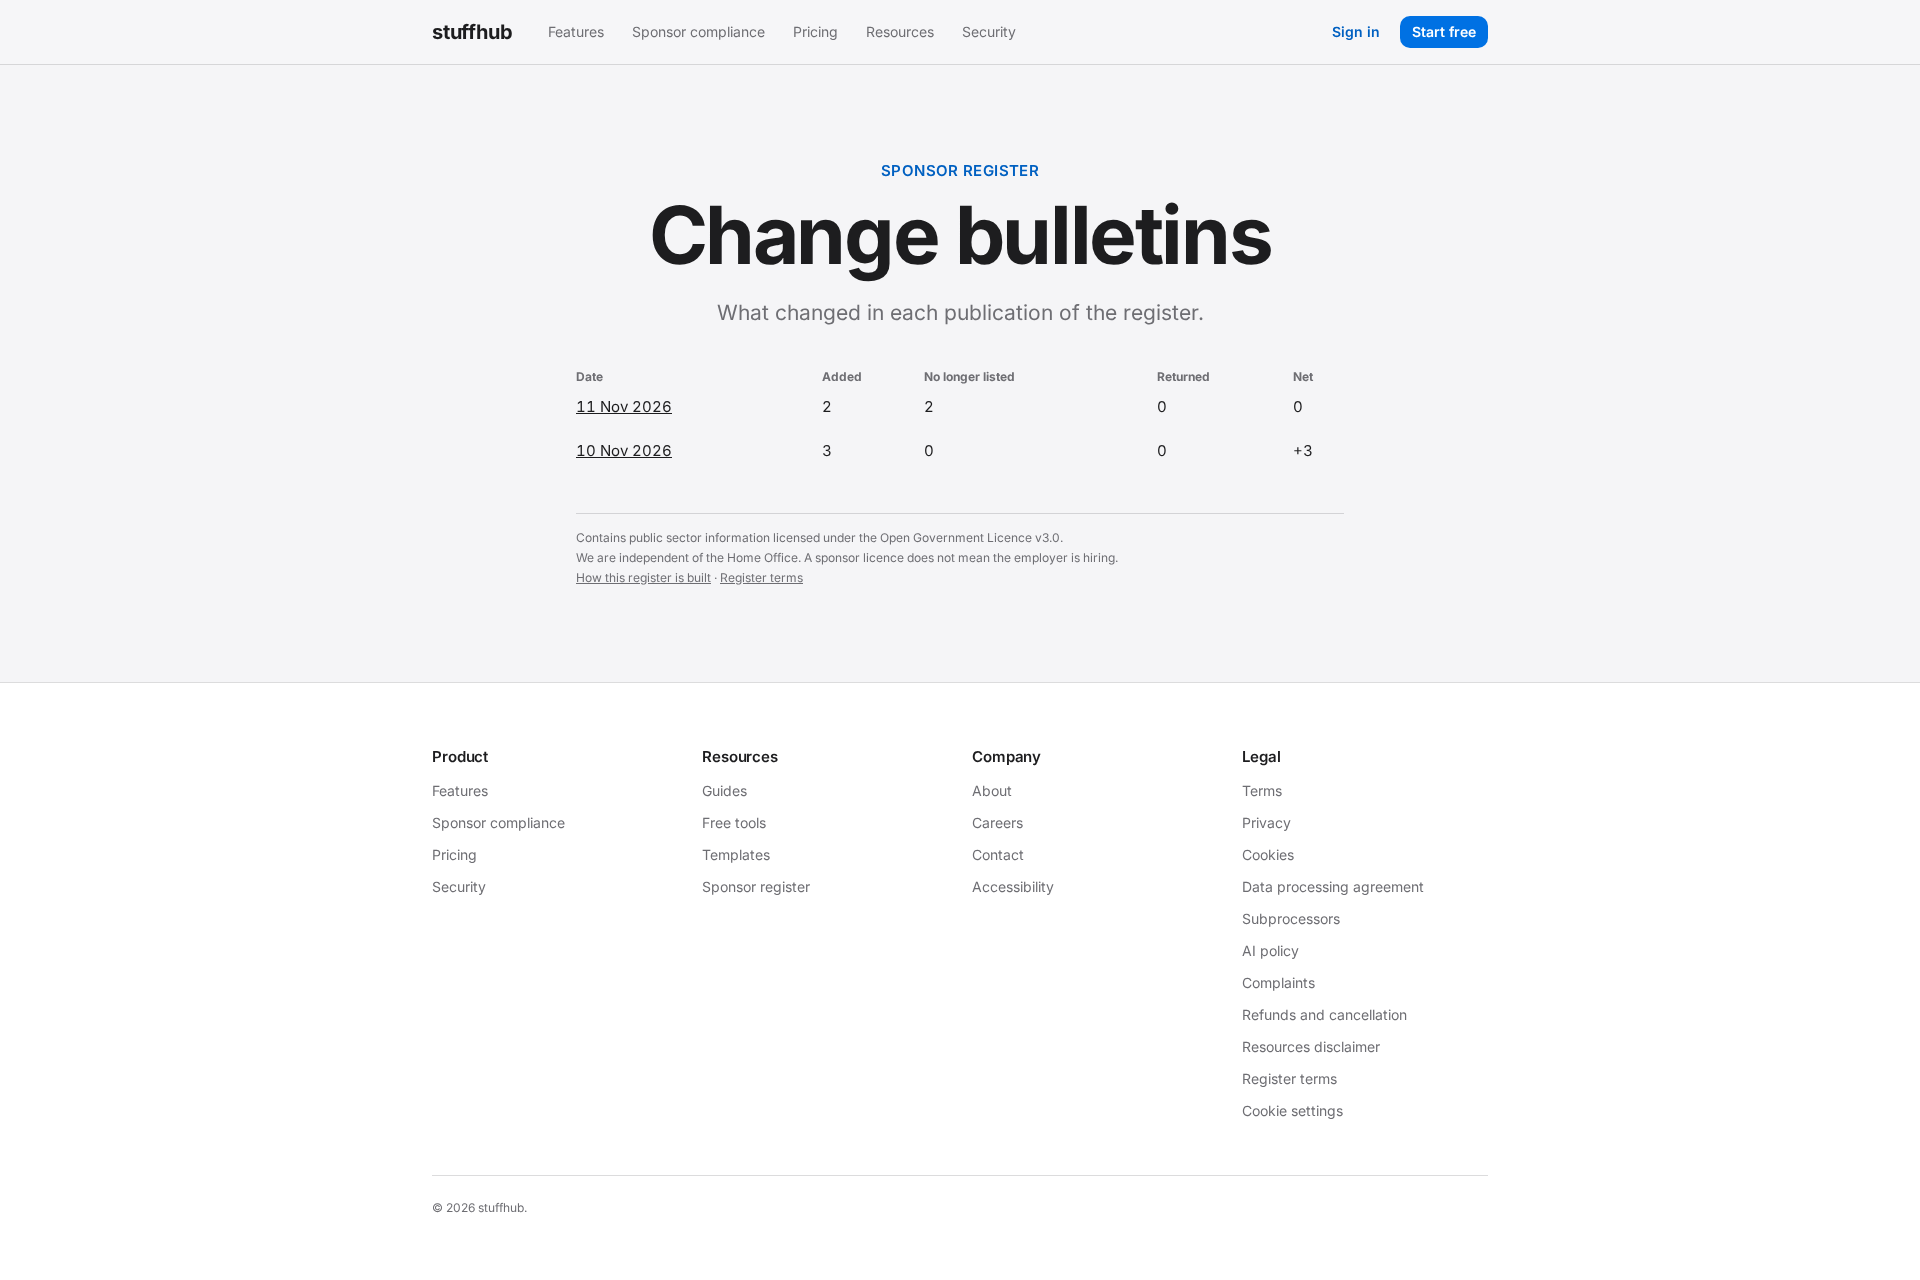 stuffhub Features Sponsor compliance Pricing Resources Security Sign in Start free
SPONSOR REGISTER
Change bulletins
What changed in each publication of the register.
Date Added No longer listed Returned Net
11 Nov 2026 2 2 0 0
10 Nov 2026 3 0 0 +3
Contains public sector information licensed under the Open Government Licence v3.0.
We are independent of the Home Office. A sponsor licence does not mean the employer is hiring.
How this register is built · Register terms
Product
Features
Sponsor compliance
Pricing
Security
Resources
Guides
Free tools
Templates
Sponsor register
Company
About
Careers
Contact
Accessibility
Legal
Terms
Privacy
Cookies
Data processing agreement
Subprocessors
AI policy
Complaints
Refunds and cancellation
Resources disclaimer
Register terms
Cookie settings
© 2026 stuffhub.